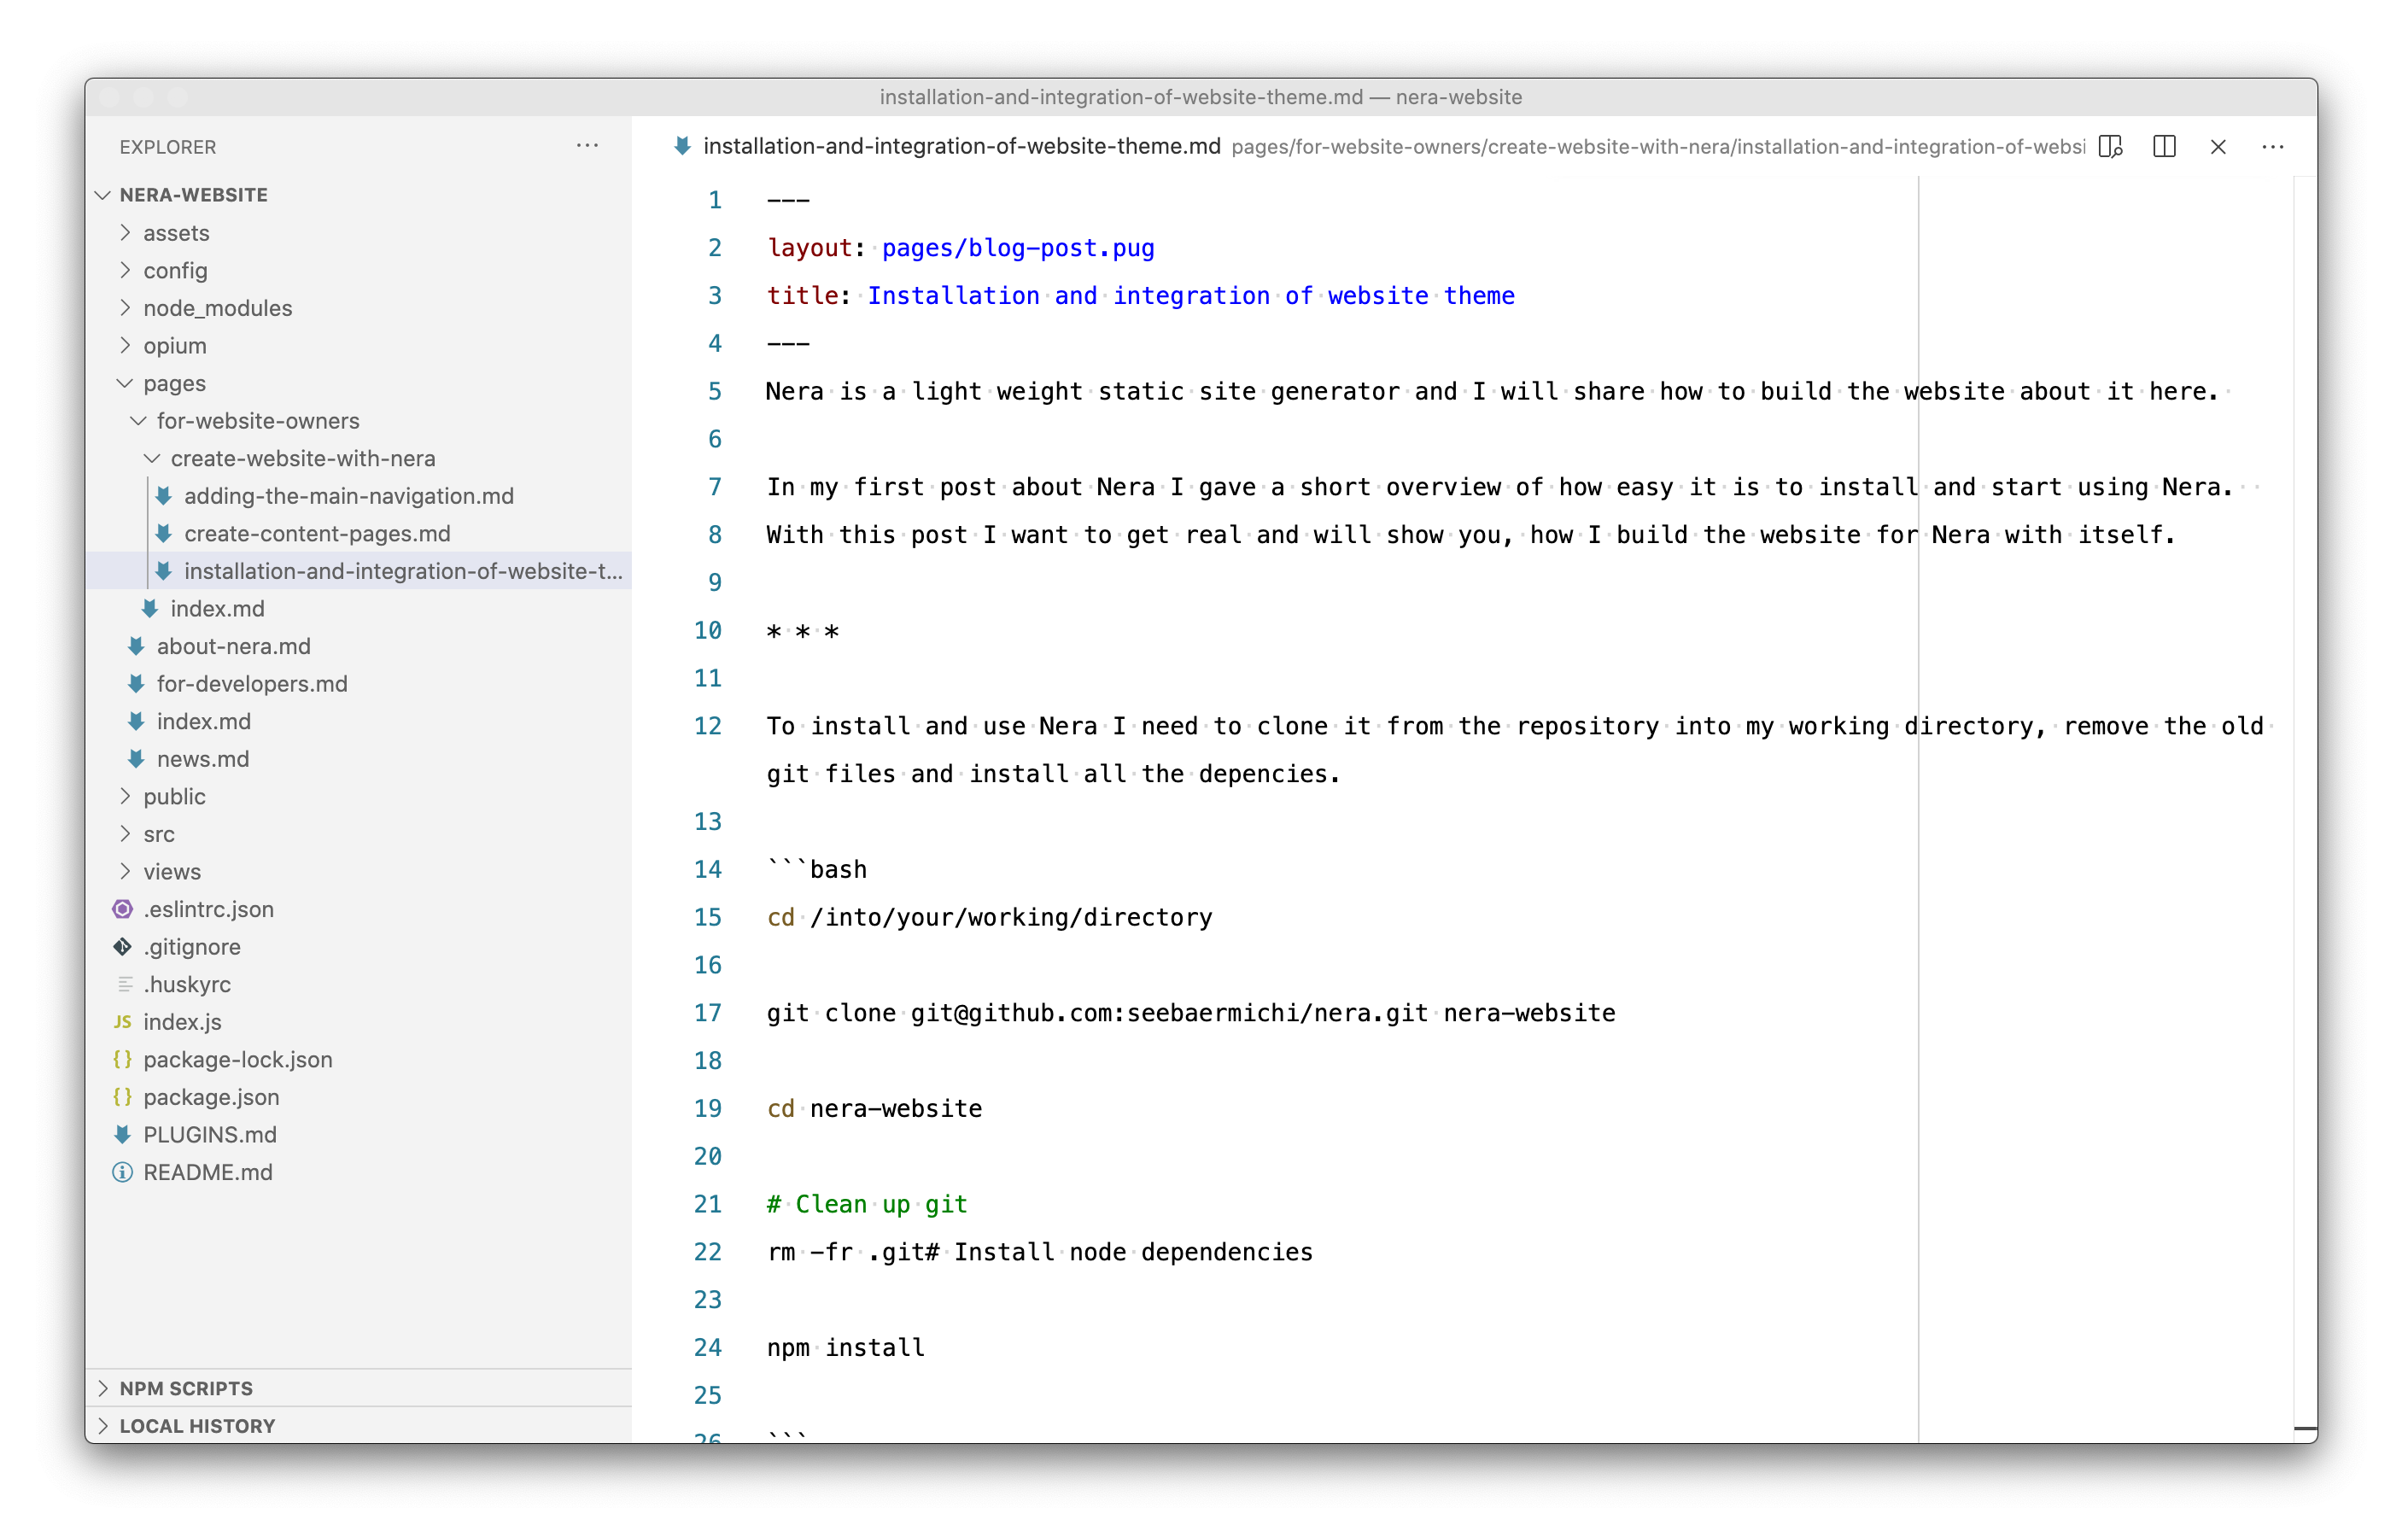 installation-and-integration-of-website-theme.md — nera-website
EXPLORER
NERA-WEBSITE
assets
config
node_modules
opium
pages
for-website-owners
create-website-with-nera
adding-the-main-navigation.md
create-content-pages.md
installation-and-integration-of-website-t...
index.md
about-nera.md
for-developers.md
index.md
news.md
public
src
views
.eslintrc.json
.gitignore
.huskyrc
JS index.js
{} package-lock.json
{} package.json
PLUGINS.md
README.md
NPM SCRIPTS
LOCAL HISTORY
installation-and-integration-of-website-theme.md pages/for-website-owners/create-website-with-nera/installation-and-integration-of-websi
1 ---
2 layout: pages/blog-post.pug
3 title: Installation and integration of website theme
4 ---
5 Nera is a light weight static site generator and I will share how to build the website about it here.
6
7 In my first post about Nera I gave a short overview of how easy it is to install and start using Nera.
8 With this post I want to get real and will show you, how I build the website for Nera with itself.
9
10 * * *
11
12 To install and use Nera I need to clone it from the repository into my working directory, remove the old
git files and install all the depencies.
13
14 ```bash
15 cd /into/your/working/directory
16
17 git clone git@github.com:seebaermichi/nera.git nera-website
18
19 cd nera-website
20
21 # Clean up git
22 rm -fr .git# Install node dependencies
23
24 npm install
25
26 ```